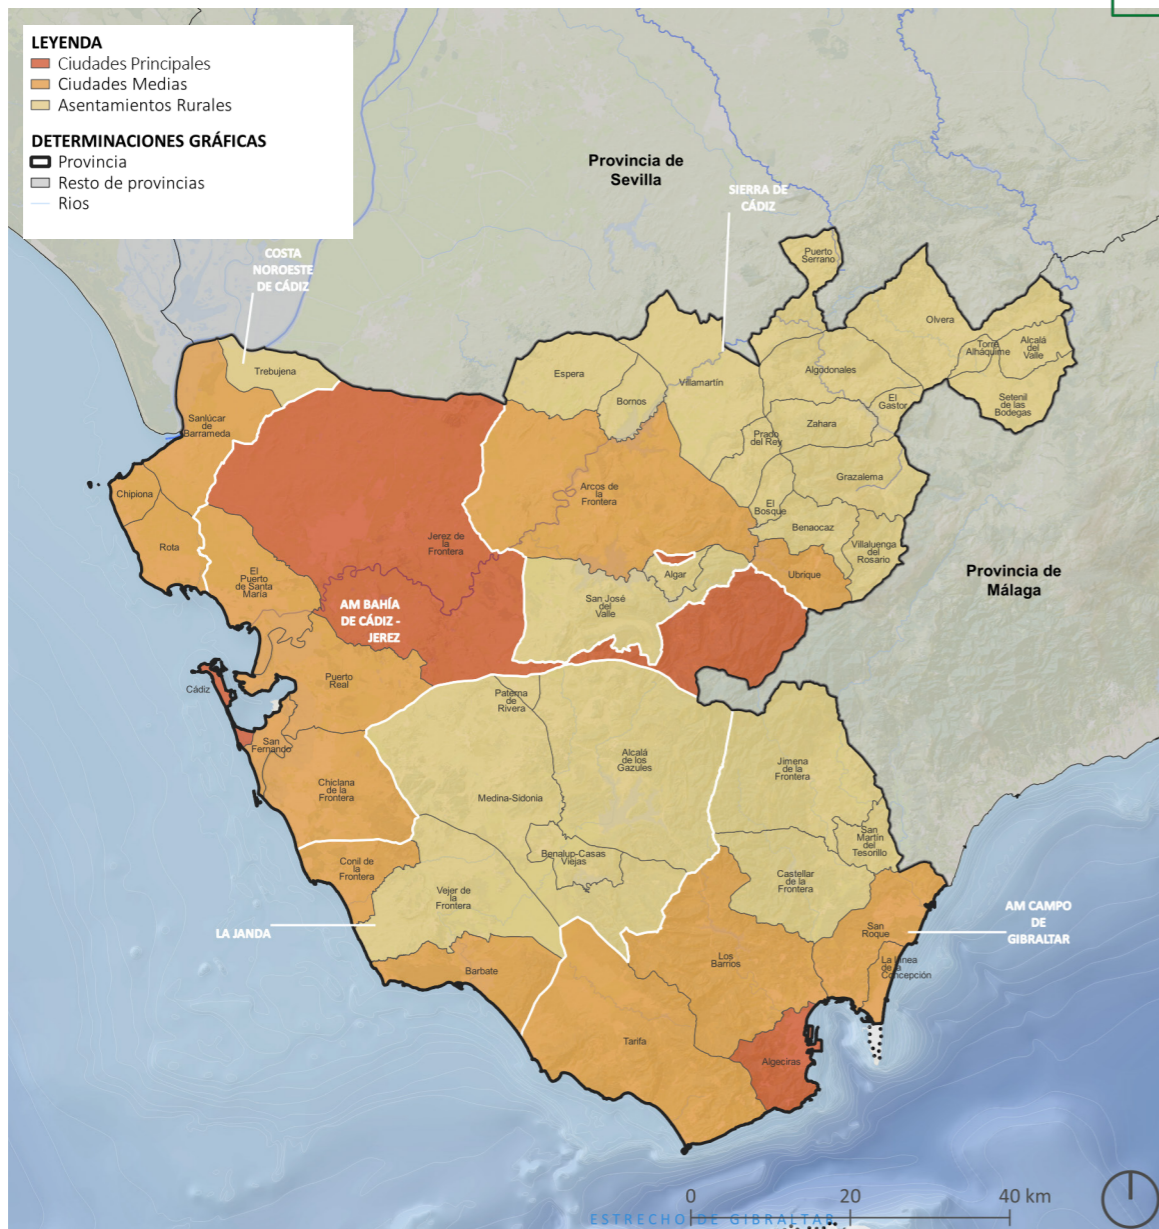 LEYENDA
Ciudades Principales
Ciudades Medias
Asentamientos Rurales
DETERMINACIONES GRÁFICAS
Provincia
Resto de provincias
Rios
Provincia de
Sevilla
SIERRA DE
CÁDIZ
COSTA
NOROESTE
DE CÁDIZ
Puerto
Serrano
Olvera
Torre
Alháquime
Alcalá
del
Valle
Setenil
de las
Bodegas
Trebujena
Espera
Bornos
Villamartín
Algodonales
El
Gastor
Zahara
Prado
del Rey
Grazalema
Sanlúcar
de
Barrameda
Chipiona
Rota
El
Puerto
de Santa
María
Jerez de
la
Frontera
Arcos de
la
Frontera
El
Bosque
Benaocaz
Villaluenga
del
Rosario
Ubrique
Algar
San José
del
Valle
Provincia de
Málaga
AM BAHÍA
DE CÁDIZ -
JEREZ
Cádiz
Puerto
Real
San
Fernando
Chiclana
de la
Frontera
Paterna
de
Rivera
Alcalá
de los
Gazules
Medina-Sidonia
Jimena
de la
Frontera
San
Martín
del
Tesorillo
Benalup-Casas
Viejas
Castellar
de la
Frontera
Conil de
la
Frontera
Vejer de
la
Frontera
LA JANDA
Barbate
Los
Barrios
San
Roque
La Línea
de la
Concepción
AM CAMPO
DE
GIBRALTAR
Tarifa
Algeciras
0 20 40 km
ESTRECHO DE GIBRALTAR